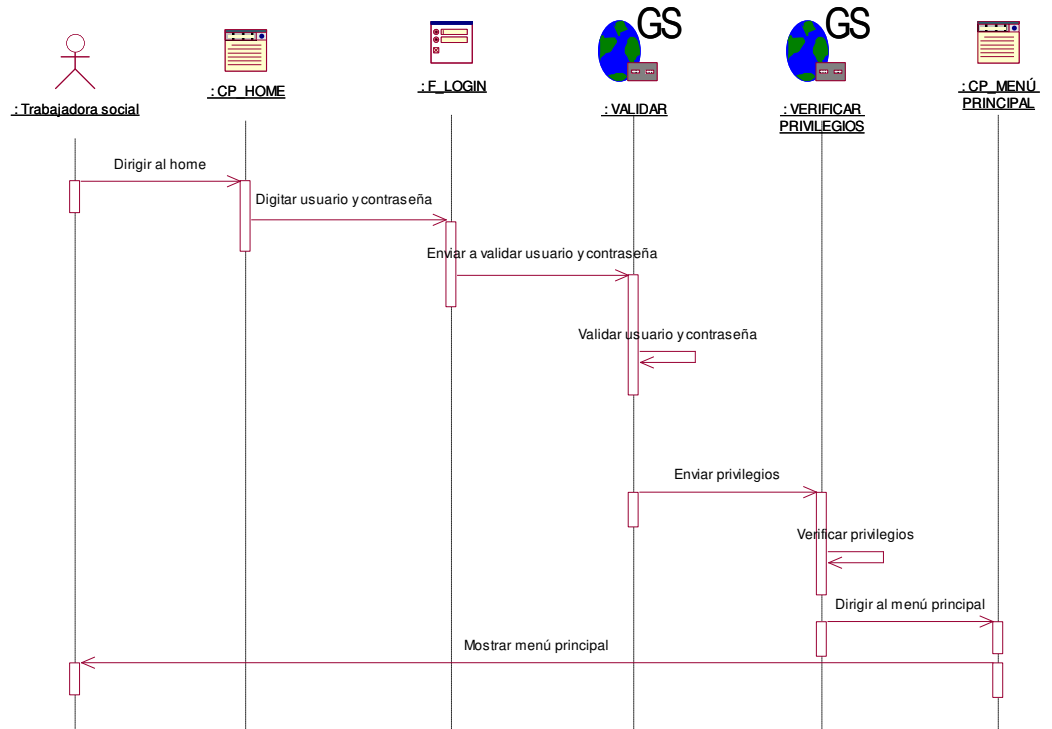 GS
GS
: Trabajadora social
: CP_HOME
: F_LOGIN
: VALIDAR
: VERIFICAR
PRIVILEGIOS
: CP_MENÚ
PRINCIPAL
Dirigir al home
Digitar usuario y contraseña
Enviar a validar usuario y contraseña
Validar usuario y contraseña
Enviar privilegios
Verificar privilegios
Dirigir al menú principal
Mostrar menú principal